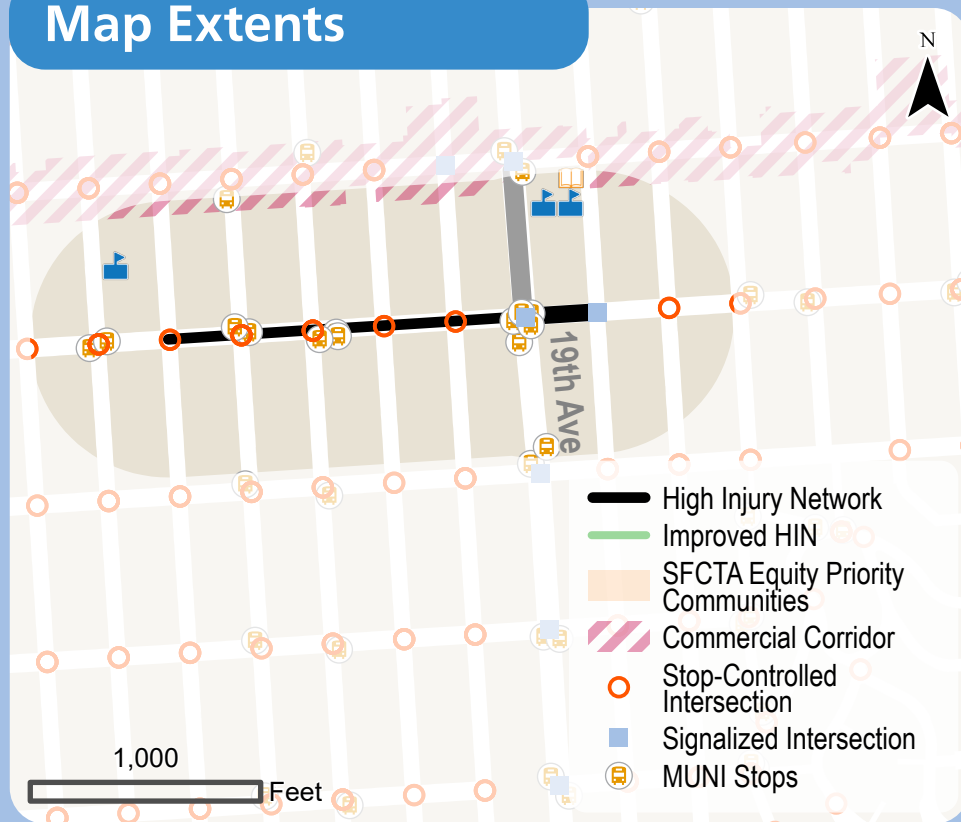 Map Extents
N
19th Ave
High Injury Network
Improved HIN
SFCTA Equity Priority
Communities
Commercial Corridor
Stop-Controlled
Intersection
Signalized Intersection
MUNI Stops
1,000
Feet